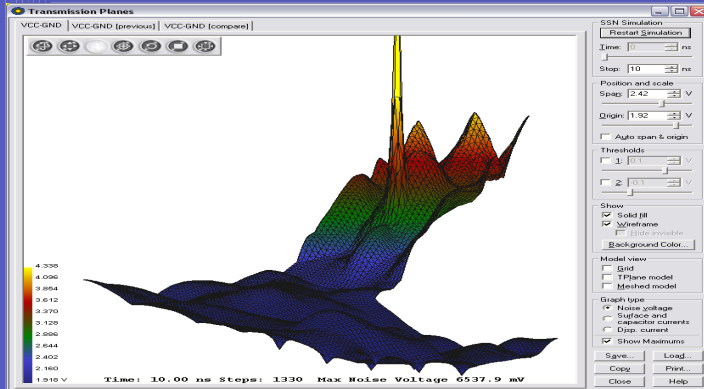 Transmission Planes
VCC-GND
VCC-GND [previous]
VCC-GND [compare]
4.338
4.096
3.854
3.612
3.370
3.128
2.886
2.644
2.402
2.160
1.918 V
Time: 10.00 ns Steps: 1330 Max Noise Voltage 6537.9 mV
SSN Simulation
Restart Simulation
Time: 0 ns
Stop: 10 ns
Position and scale
Span: 2.42 V
Origin: 1.92 V
Auto span & origin
Thresholds
1: 0.1 V
2: -0.1 V
Show
Solid fill
Wireframe
Hide invisible
Background Color...
Model view
Grid
TPlane model
Meshed model
Graph type
Noise voltage
Surface and
capacitor currents
Disp. current
Show Maximums
Save... Load...
Copy Print...
Close Help